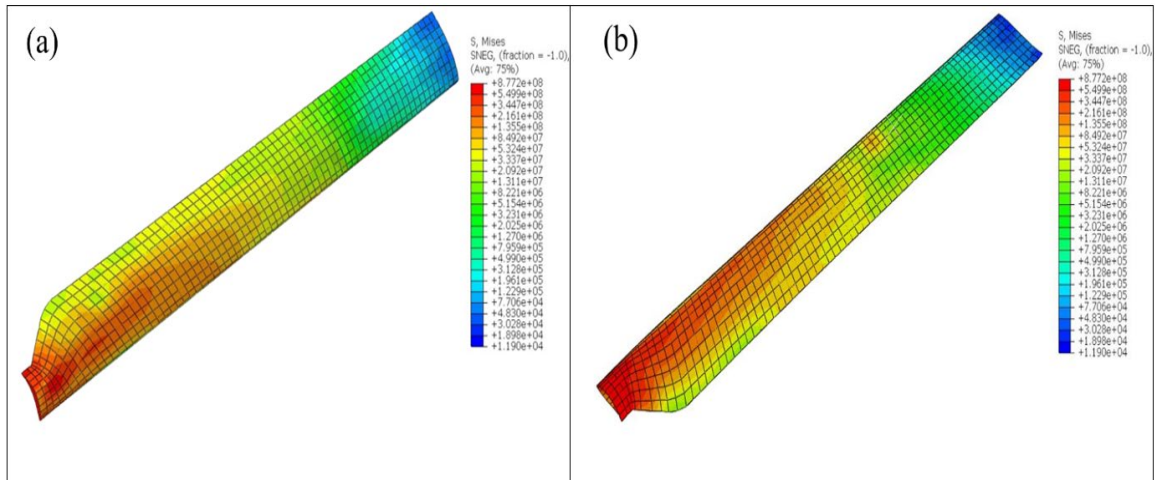 (a)
S, Mises
SNEG, (fraction = -1.0),
(Avg: 75%)
+8.772e+08
+5.499e+08
+3.447e+08
+2.161e+08
+1.355e+08
+8.492e+07
+5.324e+07
+3.337e+07
+2.092e+07
+1.311e+07
+8.221e+06
+5.154e+06
+3.231e+06
+2.025e+06
+1.270e+06
+7.959e+05
+4.990e+05
+3.128e+05
+1.961e+05
+1.229e+05
+7.706e+04
+4.830e+04
+3.028e+04
+1.898e+04
+1.190e+04
(b)
S, Mises
SNEG, (fraction = -1.0),
(Avg: 75%)
+8.772e+08
+5.499e+08
+3.447e+08
+2.161e+08
+1.355e+08
+8.492e+07
+5.324e+07
+3.337e+07
+2.092e+07
+1.311e+07
+8.221e+06
+5.154e+06
+3.231e+06
+2.025e+06
+1.270e+06
+7.959e+05
+4.990e+05
+3.128e+05
+1.961e+05
+1.229e+05
+7.706e+04
+4.830e+04
+3.028e+04
+1.898e+04
+1.190e+04